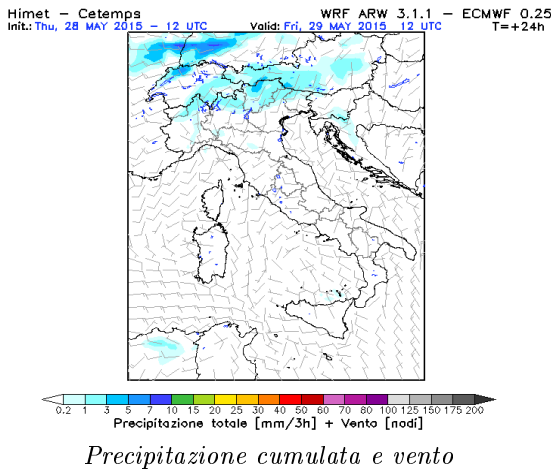 Himet – Cetemps WRF ARW 3.1.1 – ECMWF 0.25
Init.: Thu, 28 MAY 2015 – 12 UTC Valid: Fri, 29 MAY 2015 12 UTC T=+24h
0.2 1 3 5 7 10 15 20 25 30 40 50 60 70 80 90 100 125 150 175 200
Precipitazione totale [mm/3h] + Vento [nodi]
Precipitazione cumulata e vento